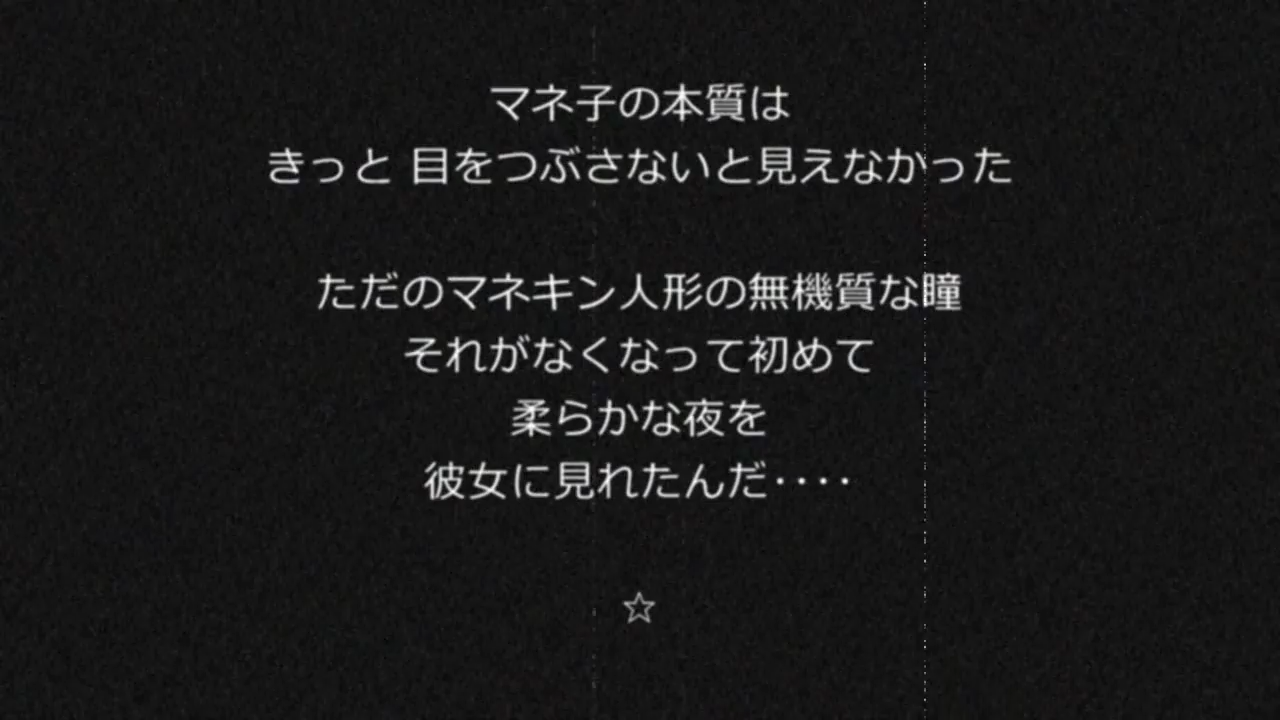 マネ子の本質は
きっと 目をつぶさないと見えなかった
ただのマネキン人形の無機質な瞳
それがなくなって初めて
柔らかな夜を
彼女に見れたんだ････
☆